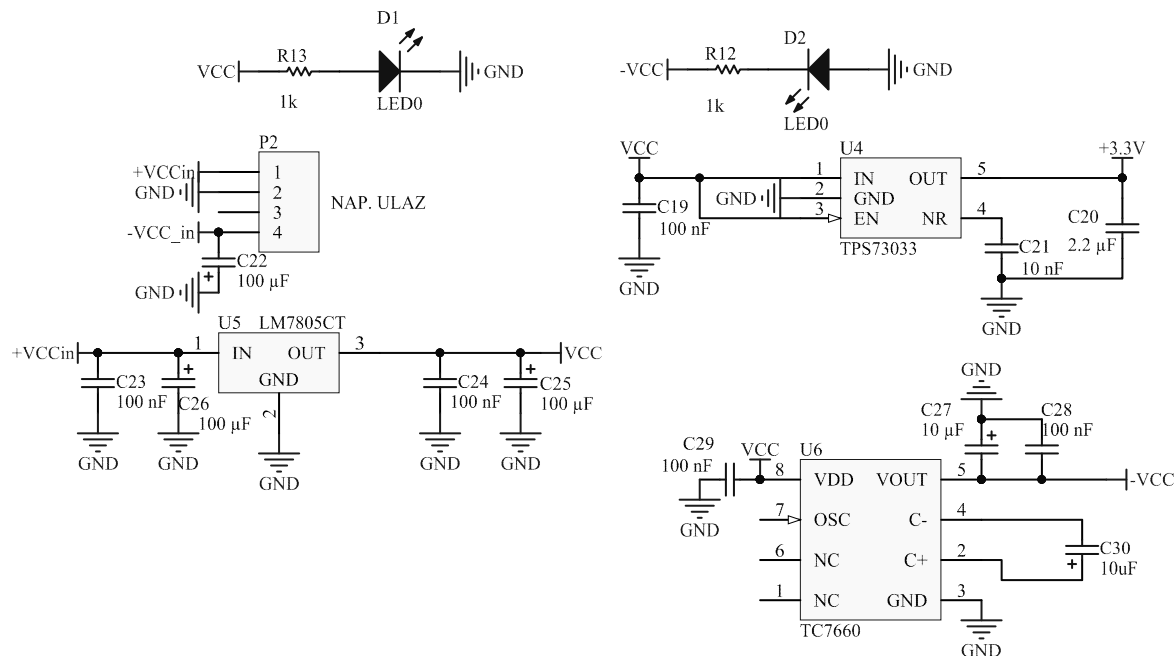 D1
R13
VCC
GND
1k
LED0
D2
R12
-VCC
GND
1k
LED0
P2
+VCCin
1
GND
2
3
NAP. ULAZ
-VCC_in
4
C22
100 µF
GND
VCC
U4
+3.3V
1
IN
OUT
5
GND
2
GND
C19
100 nF
3
EN
NR
4
C20
2.2 µF
TPS73033
C21
10 nF
GND
GND
U5
LM7805CT
+VCCin
1
IN
OUT
3
VCC
GND
C23
100 nF
C26
100 µF
2
C24
100 nF
C25
100 µF
GND
GND
GND
GND
GND
GND
C27
10 µF
C28
100 nF
C29
100 nF
VCC
U6
8
VDD
VOUT
5
-VCC
GND
7
OSC
C-
4
6
NC
C+
2
C30
10uF
1
NC
GND
3
TC7660
GND